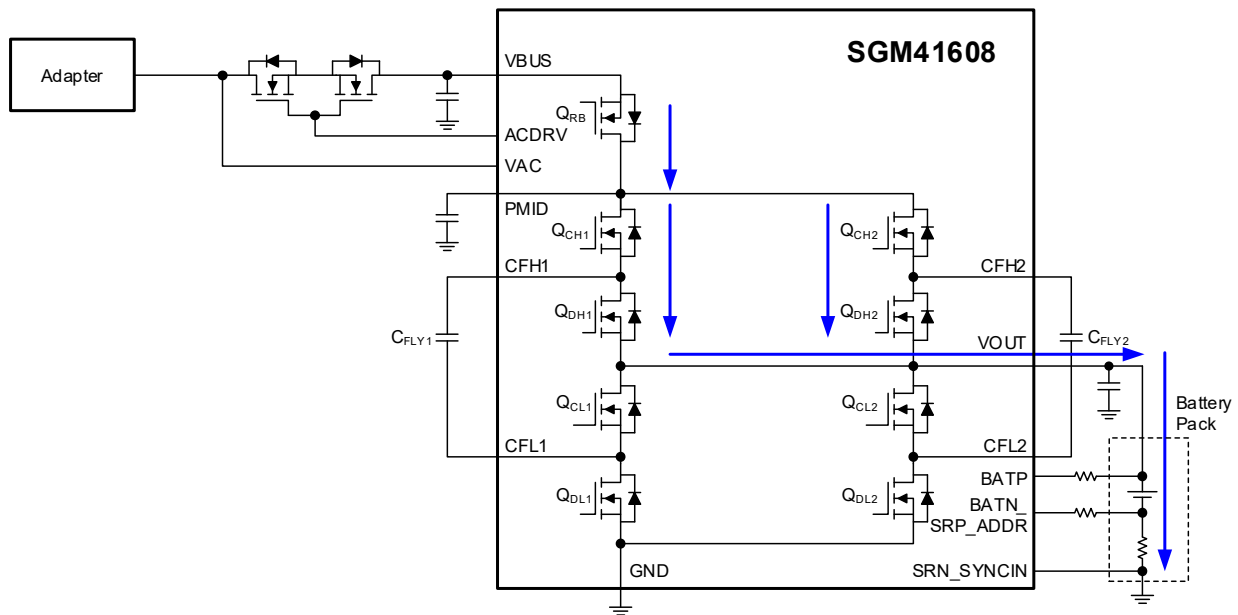 SGM41608
Adapter
VBUS
QRB
ACDRV
VAC
PMID
QCH1
QCH2
CFH1
CFH2
QDH1
QDH2
CFLY1
VOUT
CFLY2
QCL1
QCL2
Battery
Pack
CFL1
CFL2
BATP
QDL1
QDL2
BATN_
SRP_ADDR
GND
SRN_SYNCIN